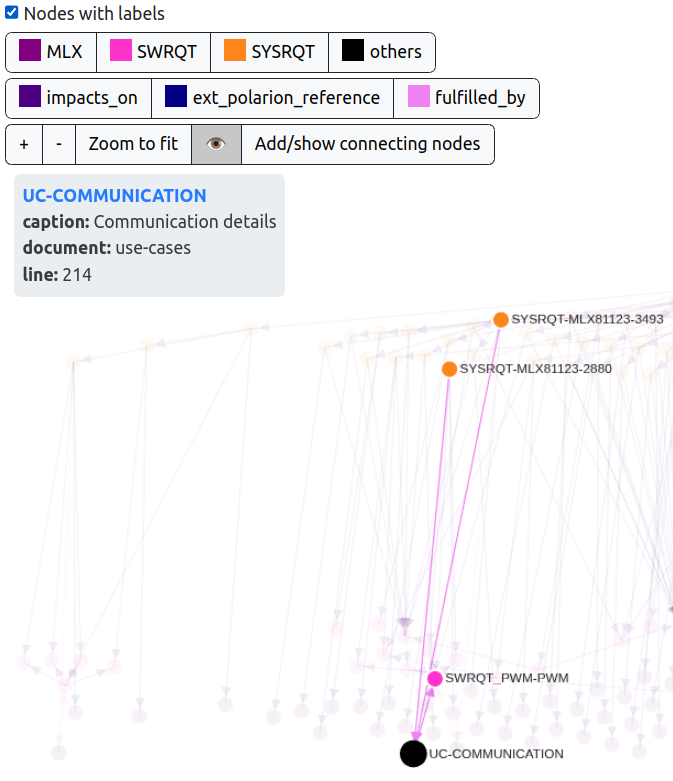 Nodes with labels
MLX SWRQT SYSRQT others
impacts_on ext_polarion_reference fulfilled_by
+ - Zoom to fit Add/show connecting nodes
UC-COMMUNICATION
caption: Communication details
document: use-cases
line: 214
SYSRQT-MLX81123-3493
SYSRQT-MLX81123-2880
SWRQT_PWM-PWM
UC-COMMUNICATION